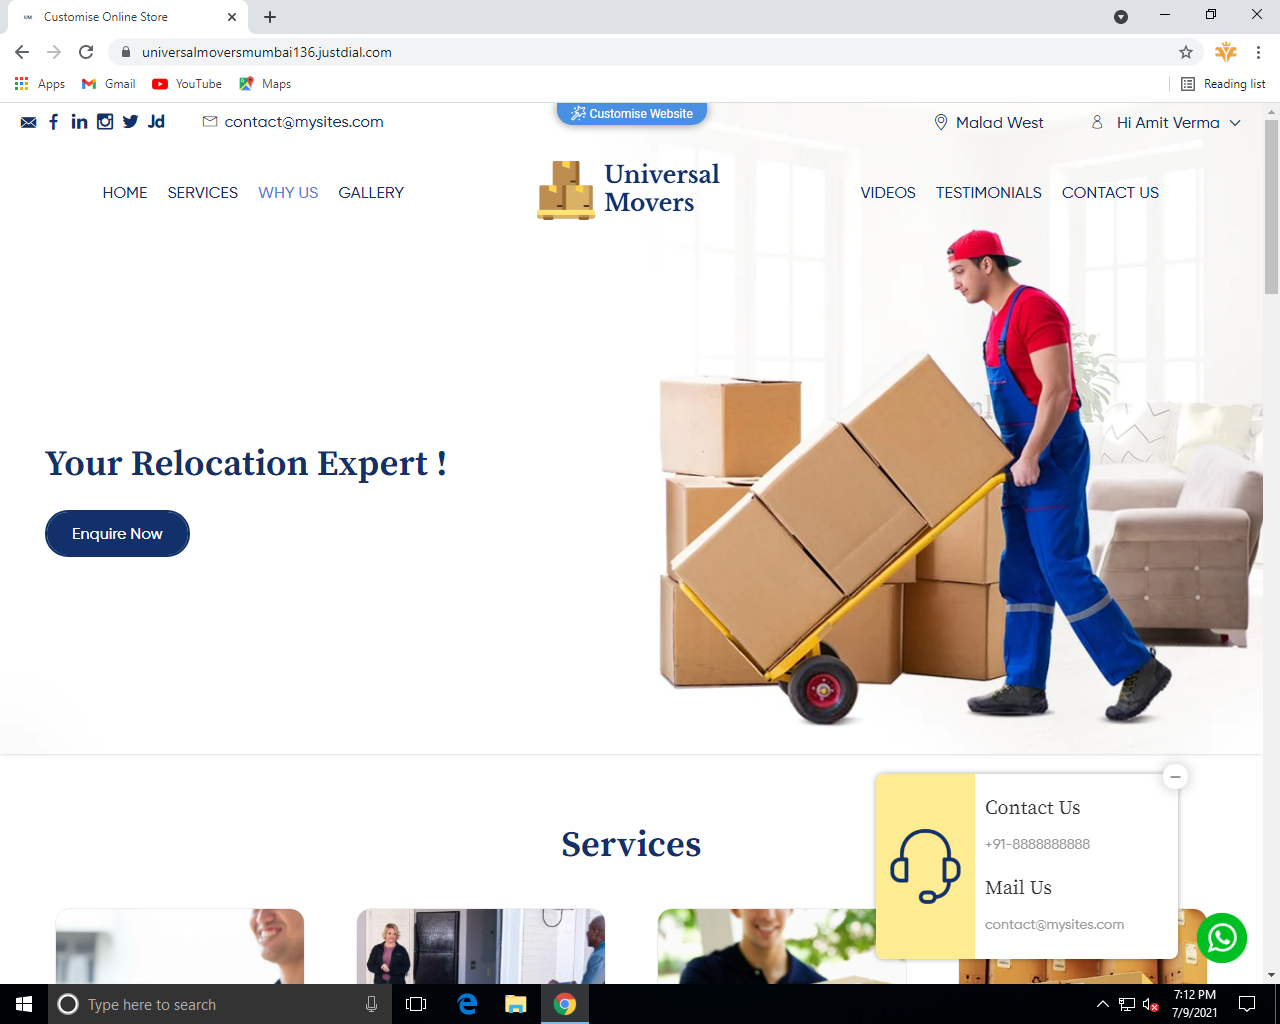 UM Customise Online Store
universalmoversmumbai136.justdial.com
Apps Gmail YouTube Maps Reading list
Jd contact@mysites.com Customise Website Malad West Hi Amit Verma
HOME SERVICES WHY US GALLERY
Universal
Movers
VIDEOS TESTIMONIALS CONTACT US
Your Relocation Expert !
Enquire Now
Services
Contact Us
+91-8888888888
Mail Us
contact@mysites.com
Type here to search
7:12 PM
7/9/2021